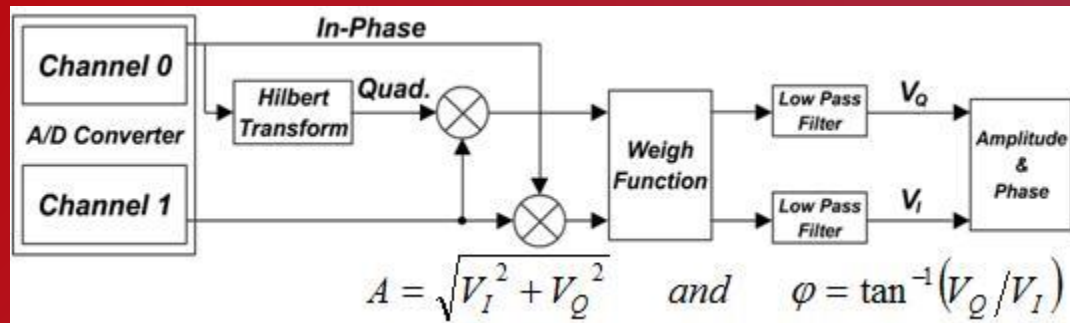 In-Phase
Channel 0
Hilbert
Transform
Quad.
A/D Converter
Channel 1
Weigh
Function
Low Pass
Filter
V_Q
Low Pass
Filter
V_I
Amplitude
&
Phase
A = √(V_I² + V_Q²) and φ = tan⁻¹(V_Q/V_I)